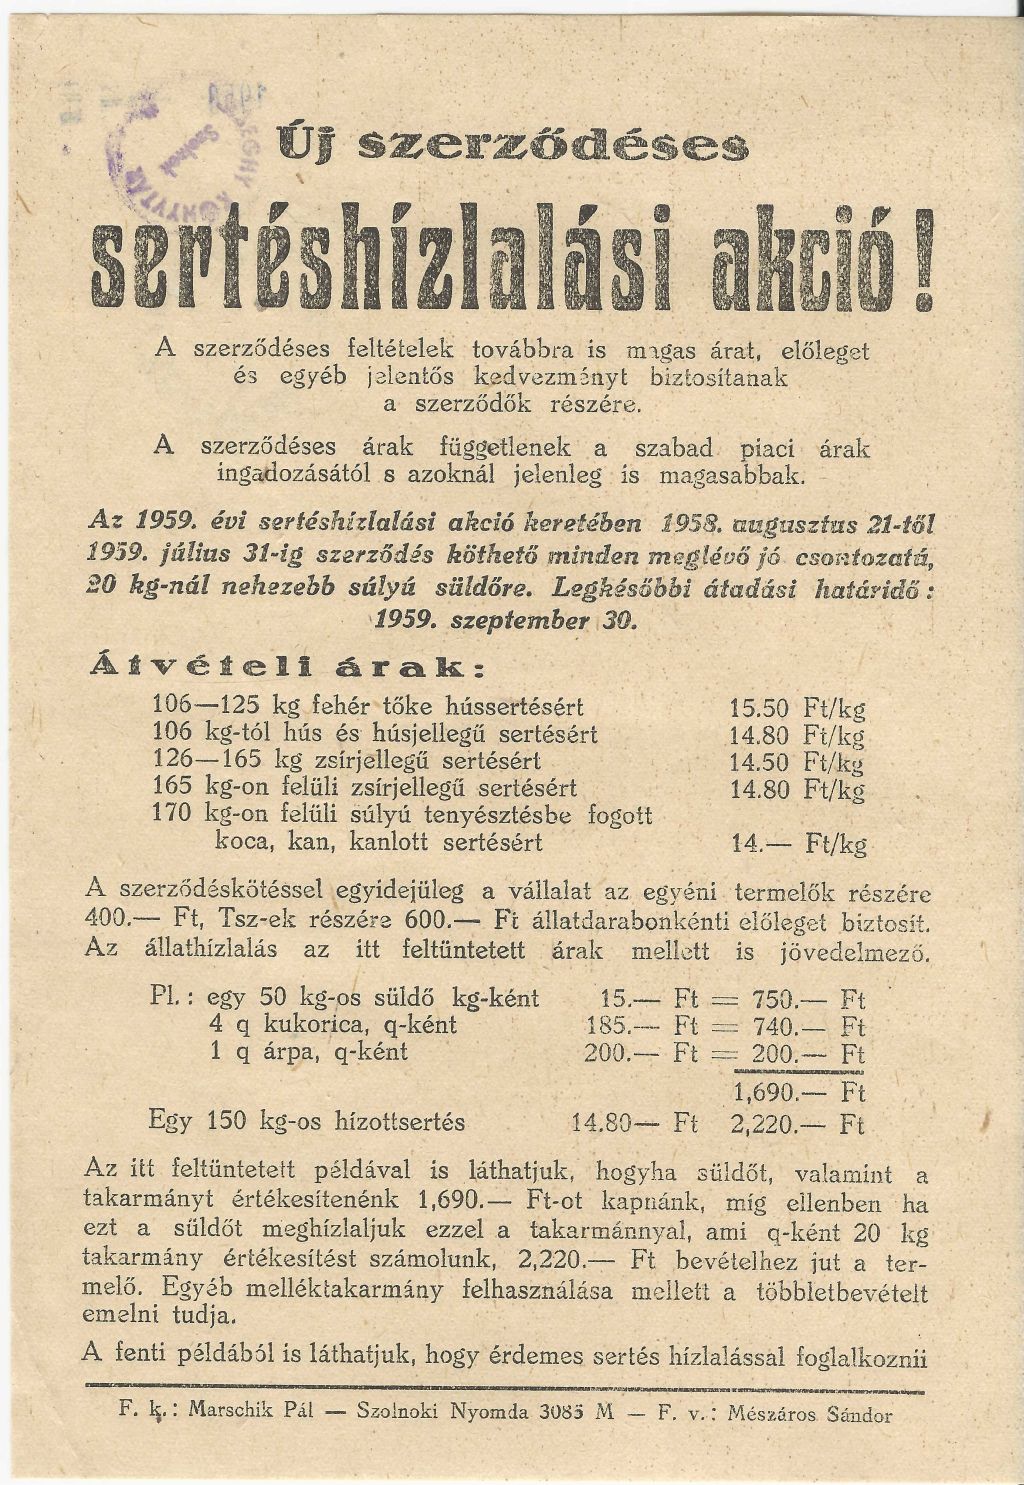 Új szerződéses
sertéshízlalási akció!
A szerződéses feltételek továbbra is magas árat, előleget
és egyéb jelentős kedvezményt biztosítanak
a szerződők részére.
A szerződéses árak függetlenek a szabad piaci árak
ingadozásától s azoknál jelenleg is magasabbak.
Az 1959. évi sertéshizlalási akció keretében 1958. augusztus 21-től
1959. július 31-ig szerződés köthető minden meglévő jó csontozatú,
20 kg-nál nehezebb súlyú süldőre. Legkésőbbi átadási határidő:
1959. szeptember 30.
Átvételi árak:
106—125 kg fehér tőke hússertésért 15.50 Ft/kg
106 kg-tól hús és húsjellegű sertésért 14.80 Ft/kg
126—165 kg zsírjellegű sertésért 14.50 Ft/kg
165 kg-on felüli zsírjellegű sertésért 14.80 Ft/kg
170 kg-on felüli súlyú tenyésztésbe fogott
koca, kan, kanlott sertésért 14.— Ft/kg
A szerződéskötéssel egyidejüleg a vállalat az egyéni termelők részére
400.— Ft, Tsz-ek részére 600.— Ft állatdarabonkénti előleget biztosít.
Az állathízlalás az itt feltüntetett árak mellett is jövedelmező.
Pl.: egy 50 kg-os süldő kg-ként 15.— Ft = 750.— Ft
4 q kukorica, q-ként 185.— Ft = 740.— Ft
1 q árpa, q-ként 200.— Ft = 200.— Ft
1,690.— Ft
Egy 150 kg-os hízottsertés 14.80— Ft 2,220.— Ft
Az itt feltüntetett példával is láthatjuk, hogyha süldőt, valamint a
takarmányt értékesítenénk 1,690.— Ft-ot kapnánk, míg ellenben ha
ezt a süldőt meghízlaljuk ezzel a takarmánnyal, ami q-ként 20 kg
takarmány értékesítést számolunk, 2,220.— Ft bevételhez jut a ter-
melő. Egyéb melléktakarmány felhasználása mellett a többletbevételt
emelni tudja.
A fenti példából is láthatjuk, hogy érdemes sertés hízlalással foglalkoznii
F. k.: Marschik Pál — Szolnoki Nyomda 3085 M — F. v.: Mészáros Sándor